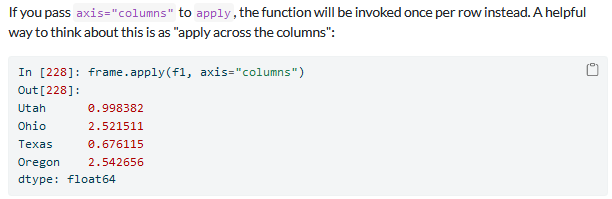 If you pass axis="columns" to apply, the function will be invoked once per row instead. A helpful
way to think about this is as "apply across the columns":
In [228]: frame.apply(f1, axis="columns")
Out[228]:
Utah      0.998382
Ohio      2.521511
Texas     0.676115
Oregon    2.542656
dtype: float64